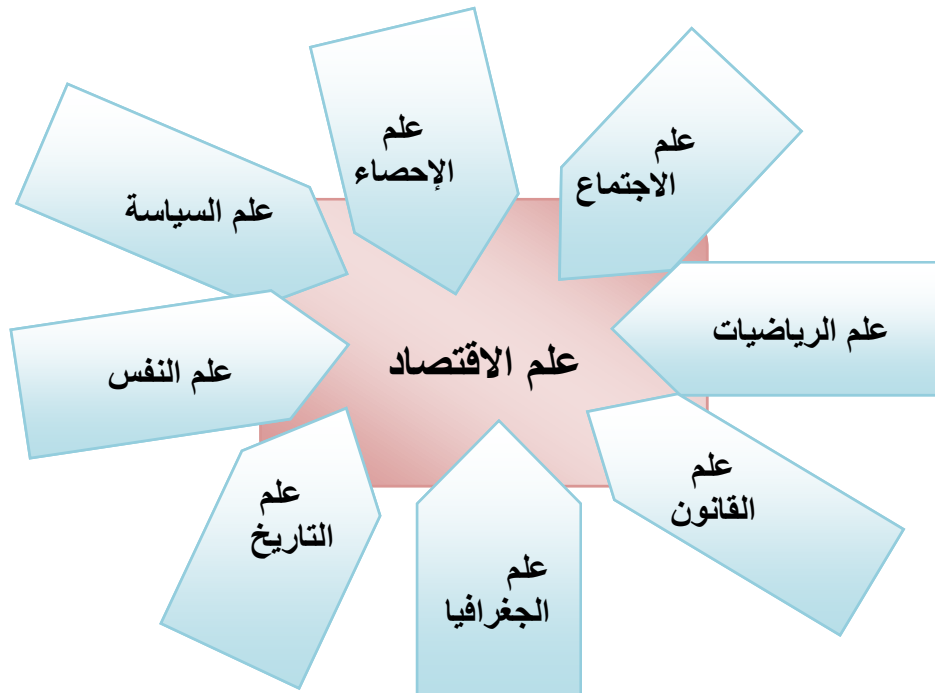 علم
الإحصاء
علم
الاجتماع
علم السياسة
علم الرياضيات
علم الاقتصاد
علم النفس
علم
القانون
علم
التاريخ
علم
الجغرافيا